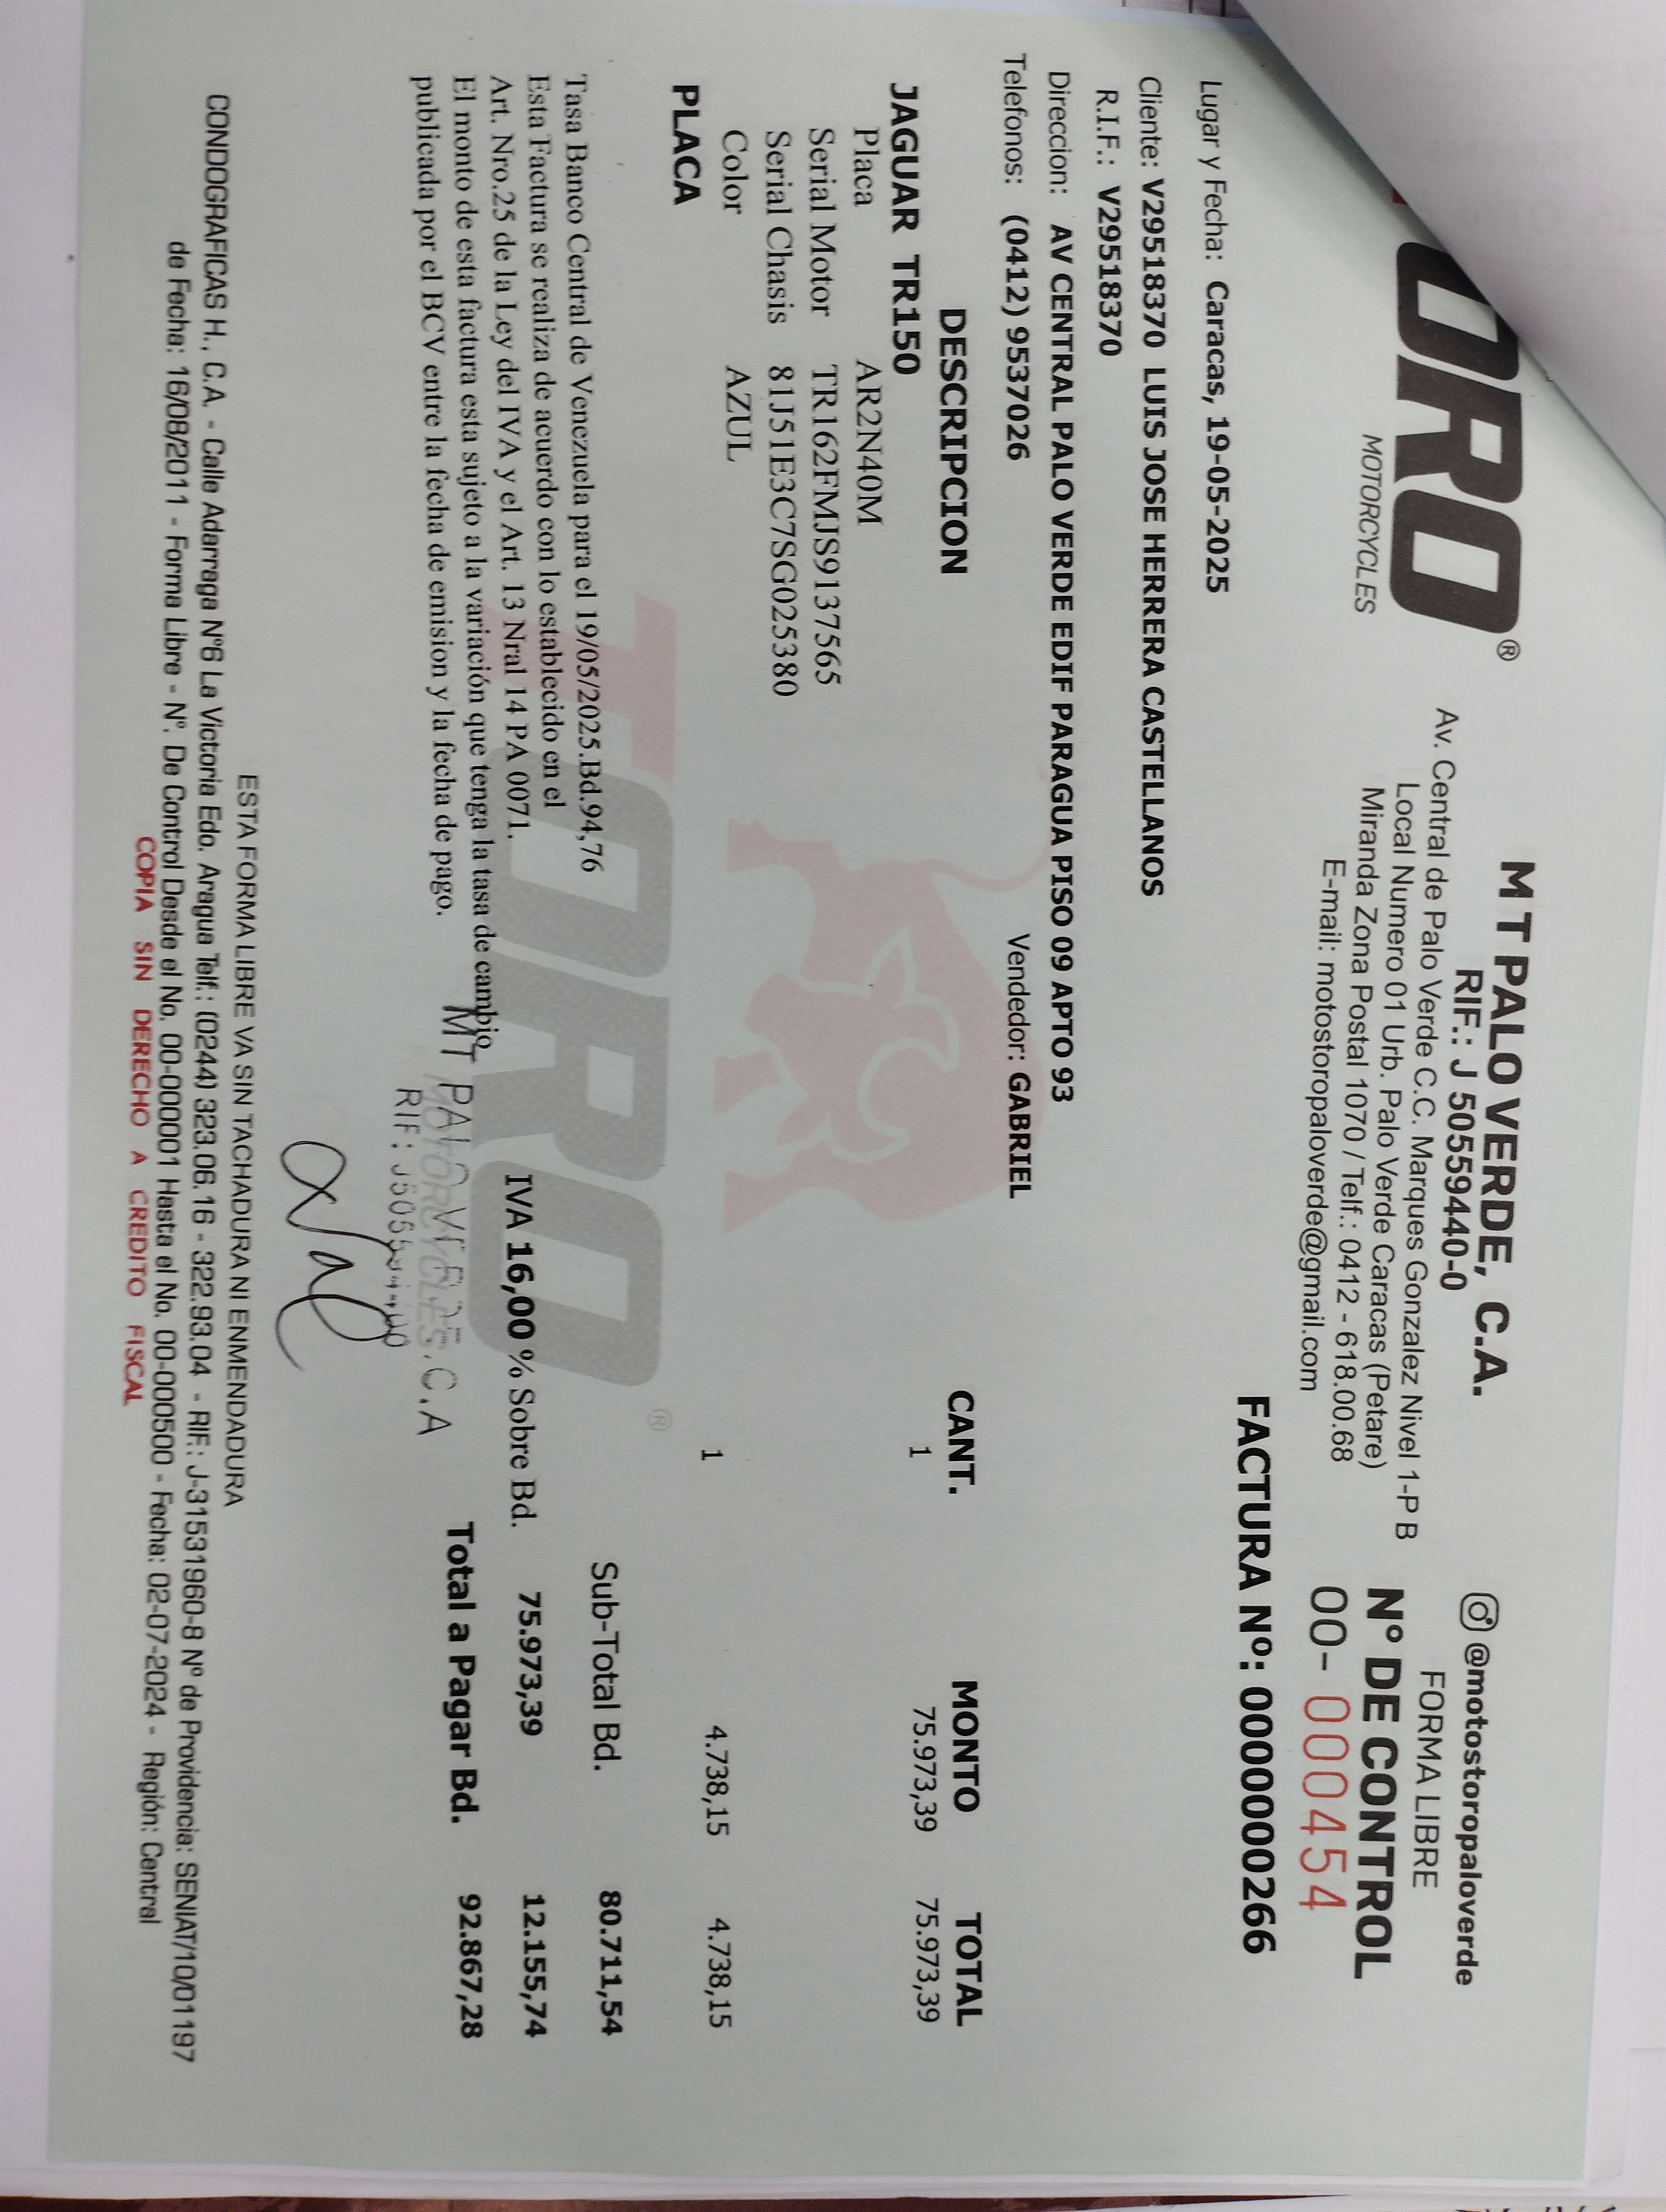 ORO®
MOTORCYCLES
M T PALO VERDE, C.A.
RIF.: J 50559440-0
Av. Central de Palo Verde C.C. Marques Gonzalez Nivel 1-P B
Local Numero 01 Urb. Palo Verde Caracas (Petare)
Miranda Zona Postal 1070 / Telf.: 0412 - 618.00.68
E-mail: motostoropaloverde@gmail.com
@motostoropaloverde
FORMA LIBRE
Nº DE CONTROL
00- 000454
FACTURA Nº: 0000000266
Lugar y Fecha: Caracas, 19-05-2025
Cliente: V29518370 LUIS JOSE HERRERA CASTELLANOS
R.I.F.: V29518370
Direccion: AV CENTRAL PALO VERDE EDIF PARAGUA PISO 09 APTO 93
Telefonos: (0412) 9537026 Vendedor: GABRIEL
DESCRIPCION CANT. MONTO TOTAL
JAGUAR TR150 1 75.973,39 75.973,39
Placa AR2N40M
Serial Motor TR162FMJS9137565
Serial Chasis 81J51E3C7SG025380
Color AZUL
PLACA 1 4.738,15 4.738,15
TORO®
Tasa Banco Central de Venezuela para el 19/05/2025.Bd.94,76
Esta Factura se realiza de acuerdo con lo establecido en el
Art. Nro.25 de la Ley del IVA y el Art. 13 Nral 14 PA 0071.
El monto de esta factura esta sujeto a la variación que tenga la tasa de cambio
publicada por el BCV entre la fecha de emision y la fecha de pago.
Sub-Total Bd. 80.711,54
IVA 16,00 % Sobre Bd. 75.973,39 12.155,74
Total a Pagar Bd. 92.867,28
MT PALO VERDE.C.A
MOTORCYCLES
RIF: J505594400
ESTA FORMA LIBRE VA SIN TACHADURA NI ENMENDADURA
CONDOGRAFICAS H., C.A. - Calle Adarraga Nº6 La Victoria Edo. Aragua Telf.: (0244) 323.06.16 - 322.93.04 - RIF.: J-31531960-8 Nº de Providencia: SENIAT/10/01197
de Fecha: 16/08/2011 - Forma Libre - Nº. De Control Desde el No. 00-000001 Hasta el No. 00-000500 - Fecha: 02-07-2024 - Región: Central
COPIA SIN DERECHO A CREDITO FISCAL